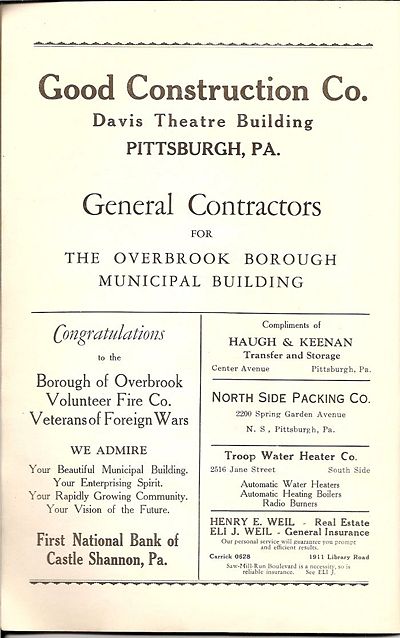 Good Construction Co.
Davis Theatre Building
PITTSBURGH, PA.
General Contractors
FOR
THE OVERBROOK BOROUGH
MUNICIPAL BUILDING
Congratulations
to the
Borough of Overbrook
Volunteer Fire Co.
Veterans of Foreign Wars
WE ADMIRE
Your Beautiful Municipal Building.
Your Enterprising Spirit.
Your Rapidly Growing Community.
Your Vision of the Future.
First National Bank of
Castle Shannon, Pa.
Compliments of
HAUGH & KEENAN
Transfer and Storage
Center Avenue Pittsburgh, Pa.
NORTH SIDE PACKING CO.
2200 Spring Garden Avenue
N. S., Pittsburgh, Pa.
Troop Water Heater Co.
2516 Jane Street South Side
Automatic Water Heaters
Automatic Heating Boilers
Radio Burners
HENRY E. WEIL - Real Estate
ELI J. WEIL - General Insurance
Our personal service will guarantee you prompt
and efficient results.
Carrick 0628 1911 Library Road
Saw-Mill-Run Boulevard is a necessity, so is
reliable insurance. See ELI J.